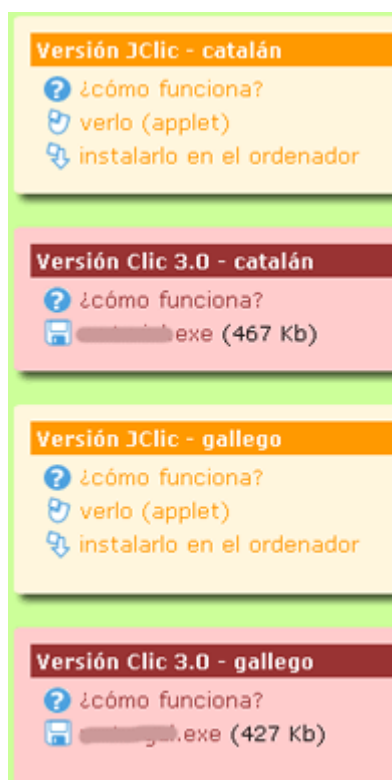 Versión JClic - catalán
¿cómo funciona?
verlo (applet)
instalarlo en el ordenador
Versión Clic 3.0 - catalán
¿cómo funciona?
exe (467 Kb)
Versión JClic - gallego
¿cómo funciona?
verlo (applet)
instalarlo en el ordenador
Versión Clic 3.0 - gallego
¿cómo funciona?
.exe (427 Kb)